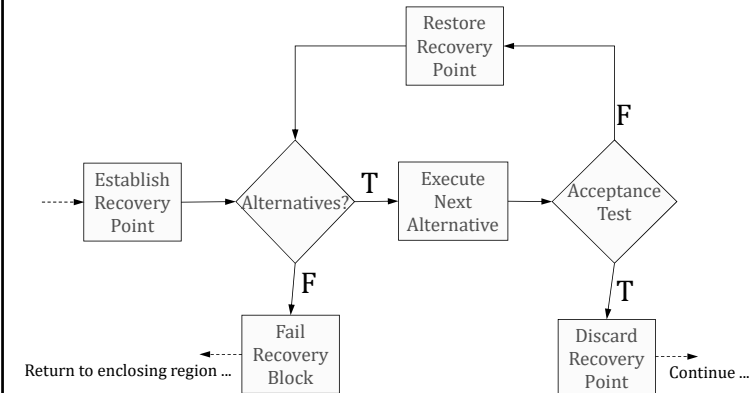 Restore
Recovery
Point
F
Establish
Recovery
Point
Alternatives?
T
Execute
Next
Alternative
Acceptance
Test
F
T
Fail
Recovery
Block
Return to enclosing region ...
Discard
Recovery
Point
Continue ...